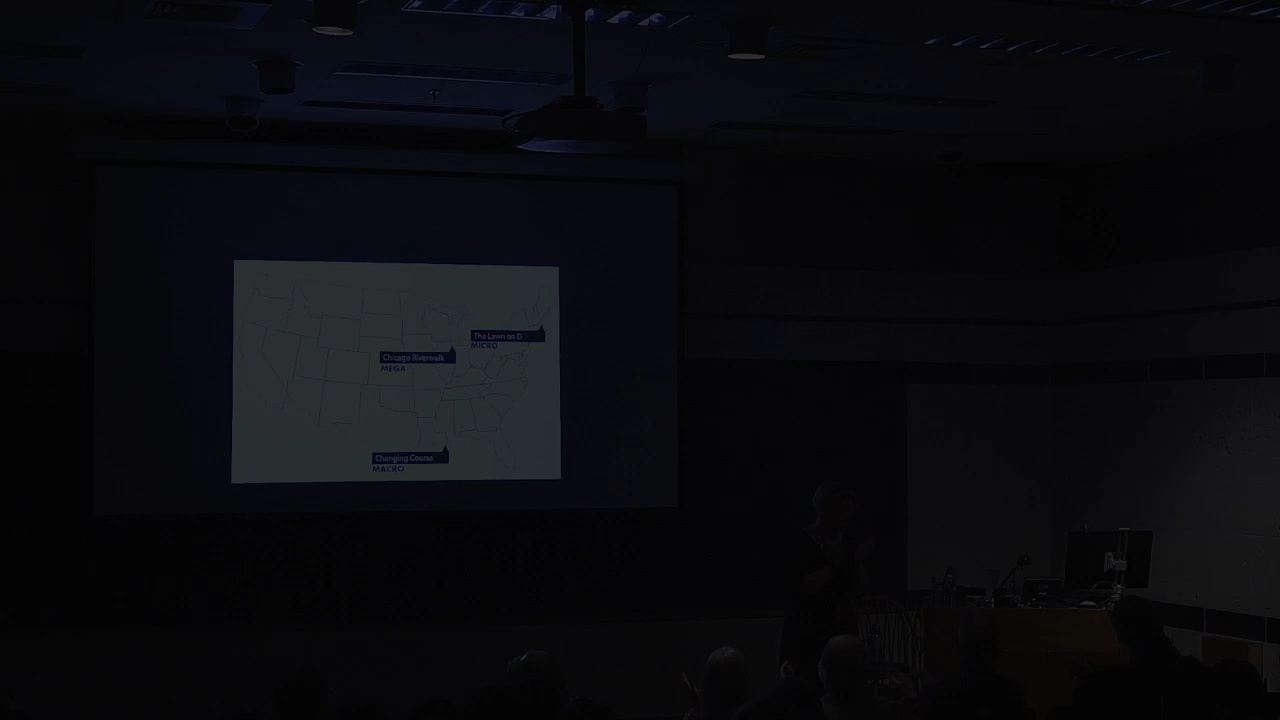 The Lawn on D
MICRO
Chicago Riverwalk
MEGA
Changing Course
MACRO